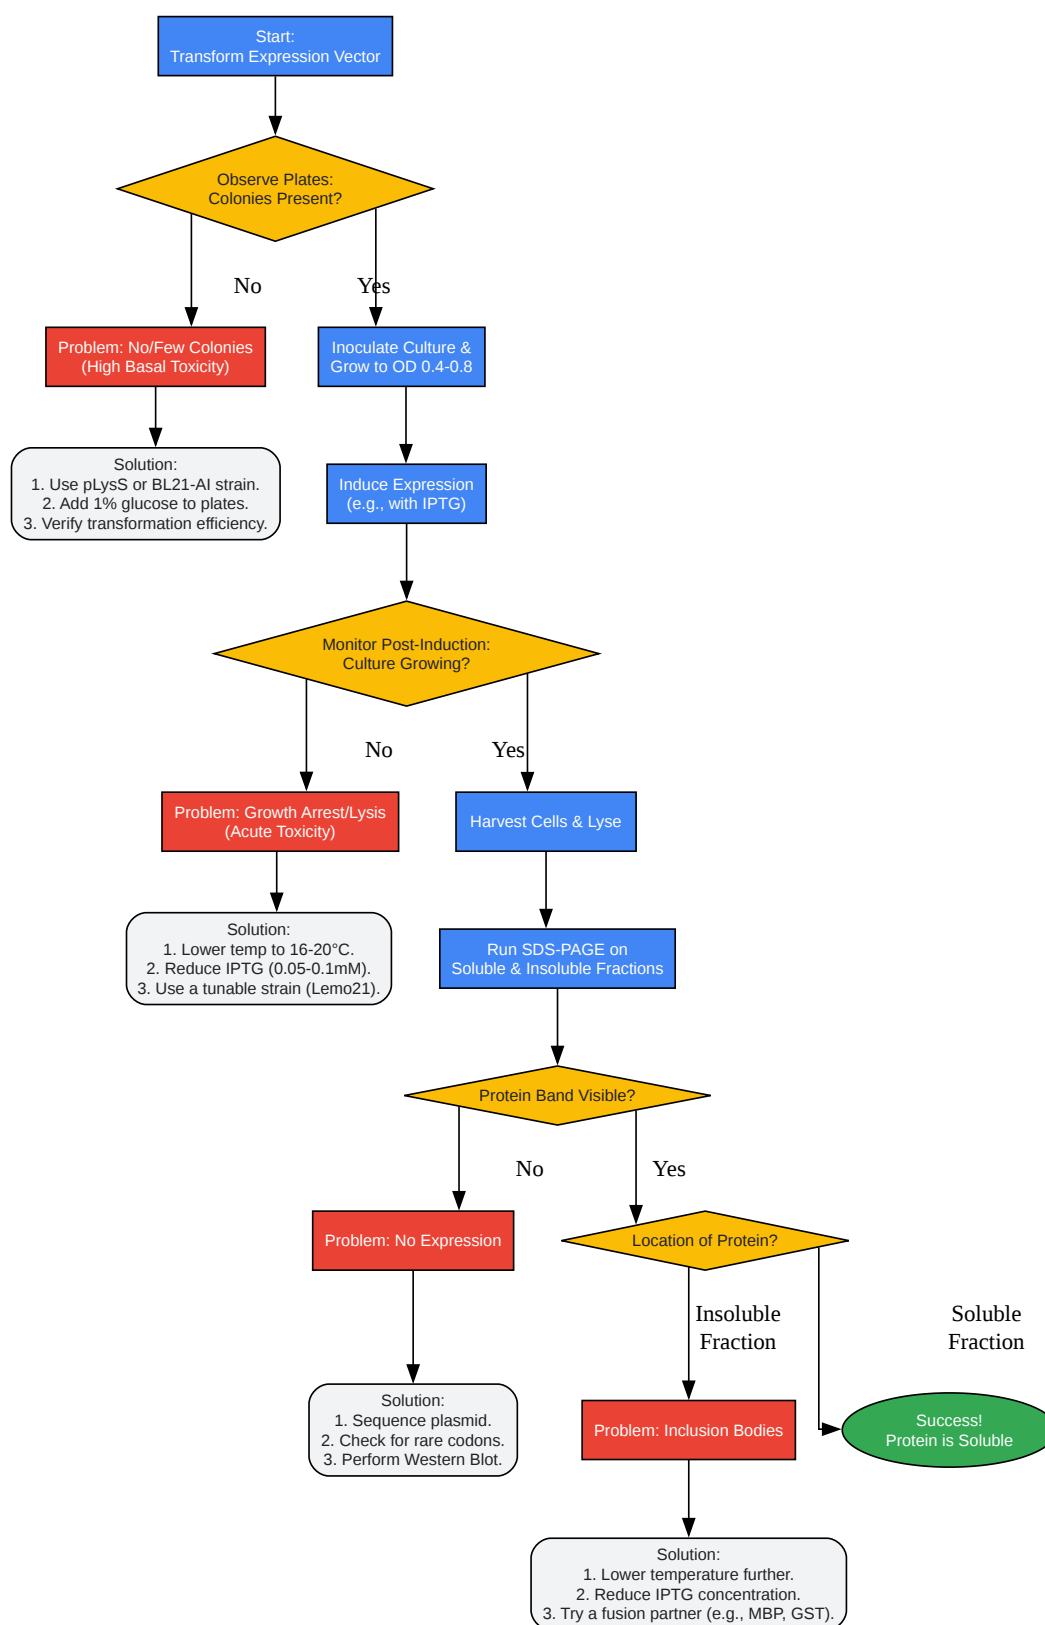 Start:
Transform Expression Vector
Observe Plates:
Colonies Present?
No
Yes
Problem: No/Few Colonies
(High Basal Toxicity)
Inoculate Culture &
Grow to OD 0.4-0.8
Solution:
1. Use pLysS or BL21-AI strain.
2. Add 1% glucose to plates.
3. Verify transformation efficiency.
Induce Expression
(e.g., with IPTG)
Monitor Post-Induction:
Culture Growing?
No
Yes
Problem: Growth Arrest/Lysis
(Acute Toxicity)
Harvest Cells & Lyse
Solution:
1. Lower temp to 16-20°C.
2. Reduce IPTG (0.05-0.1mM).
3. Use a tunable strain (Lemo21).
Run SDS-PAGE on
Soluble & Insoluble Fractions
Protein Band Visible?
No
Yes
Problem: No Expression
Location of Protein?
Insoluble
Fraction
Soluble
Fraction
Solution:
1. Sequence plasmid.
2. Check for rare codons.
3. Perform Western Blot.
Problem: Inclusion Bodies
Success!
Protein is Soluble
Solution:
1. Lower temperature further.
2. Reduce IPTG concentration.
3. Try a fusion partner (e.g., MBP, GST).